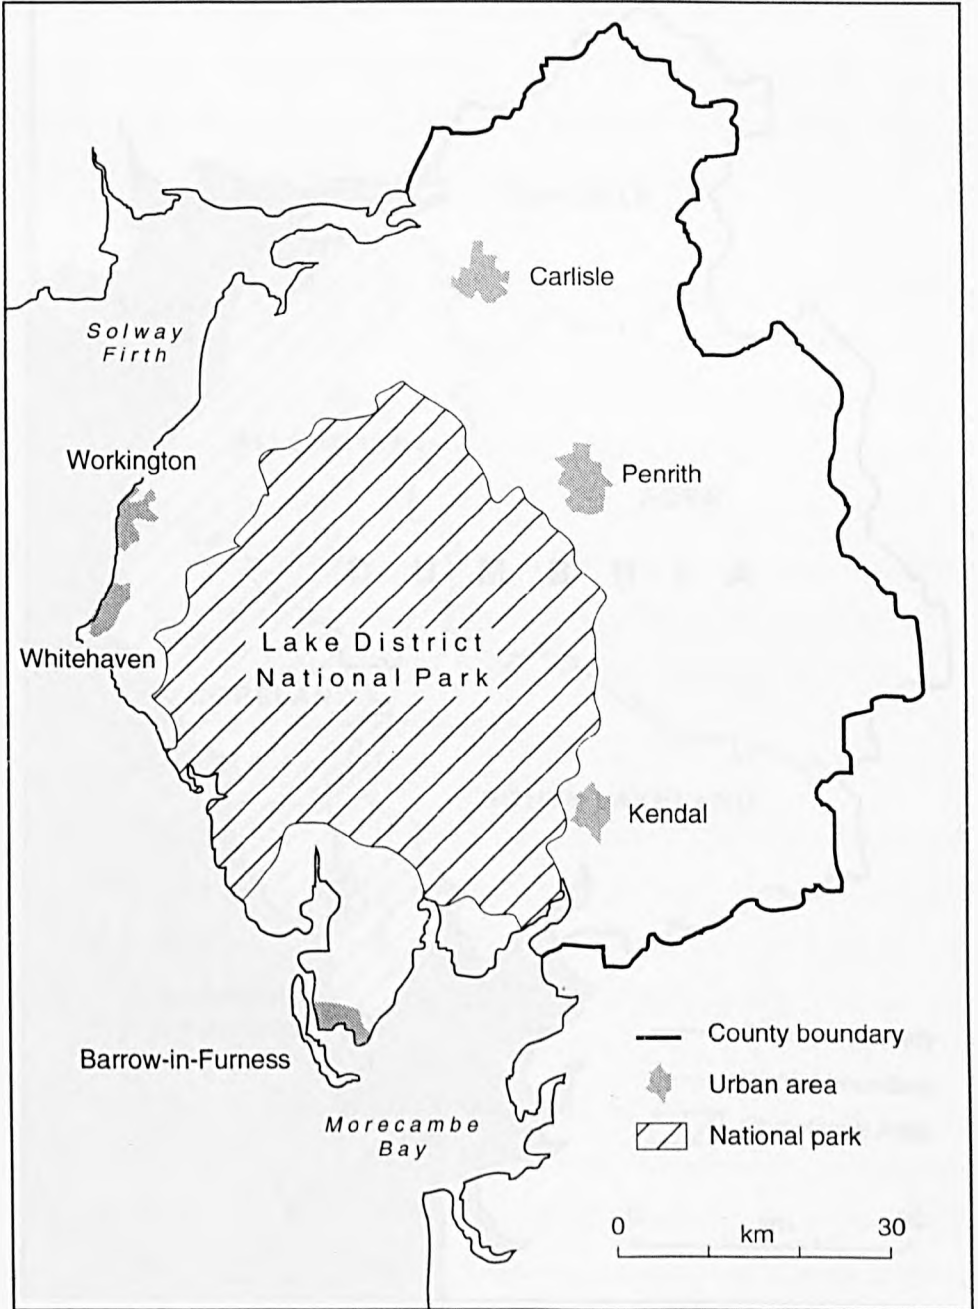 Carlisle
Solway
Firth
Workington
Penrith
Lake District
National Park
Whitehaven
Kendal
County boundary
Barrow-in-Furness
Urban area
Morecambe
Bay
National park
0
30
km